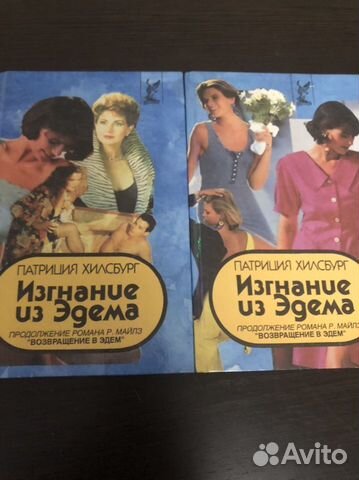 ПАТРИЦИЯ ХИЛСБУРГ
Изгнание
из Эдема
ПРОДОЛЖЕНИЕ РОМАНА Р. МАЙЛЗ
"ВОЗВРАЩЕНИЕ В ЭДЕМ"
ПАТРИЦИЯ ХИЛСБУРГ
Изгнание
из Эдема
ПРОДОЛЖЕНИЕ РОМАНА Р. МАЙЛЗ
"ВОЗВРАЩЕНИЕ В ЭДЕМ"
Avito